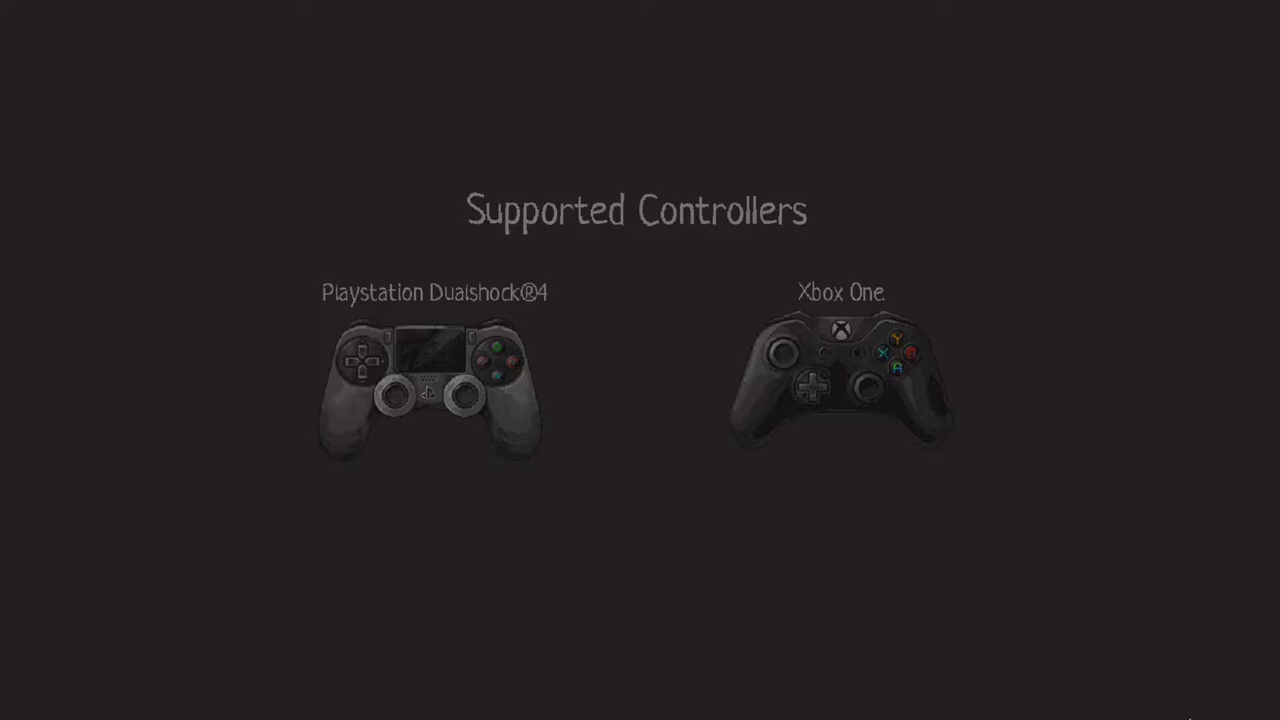 Supported Controllers
Playstation Dualshock®4
Xbox One
Y
X B
A